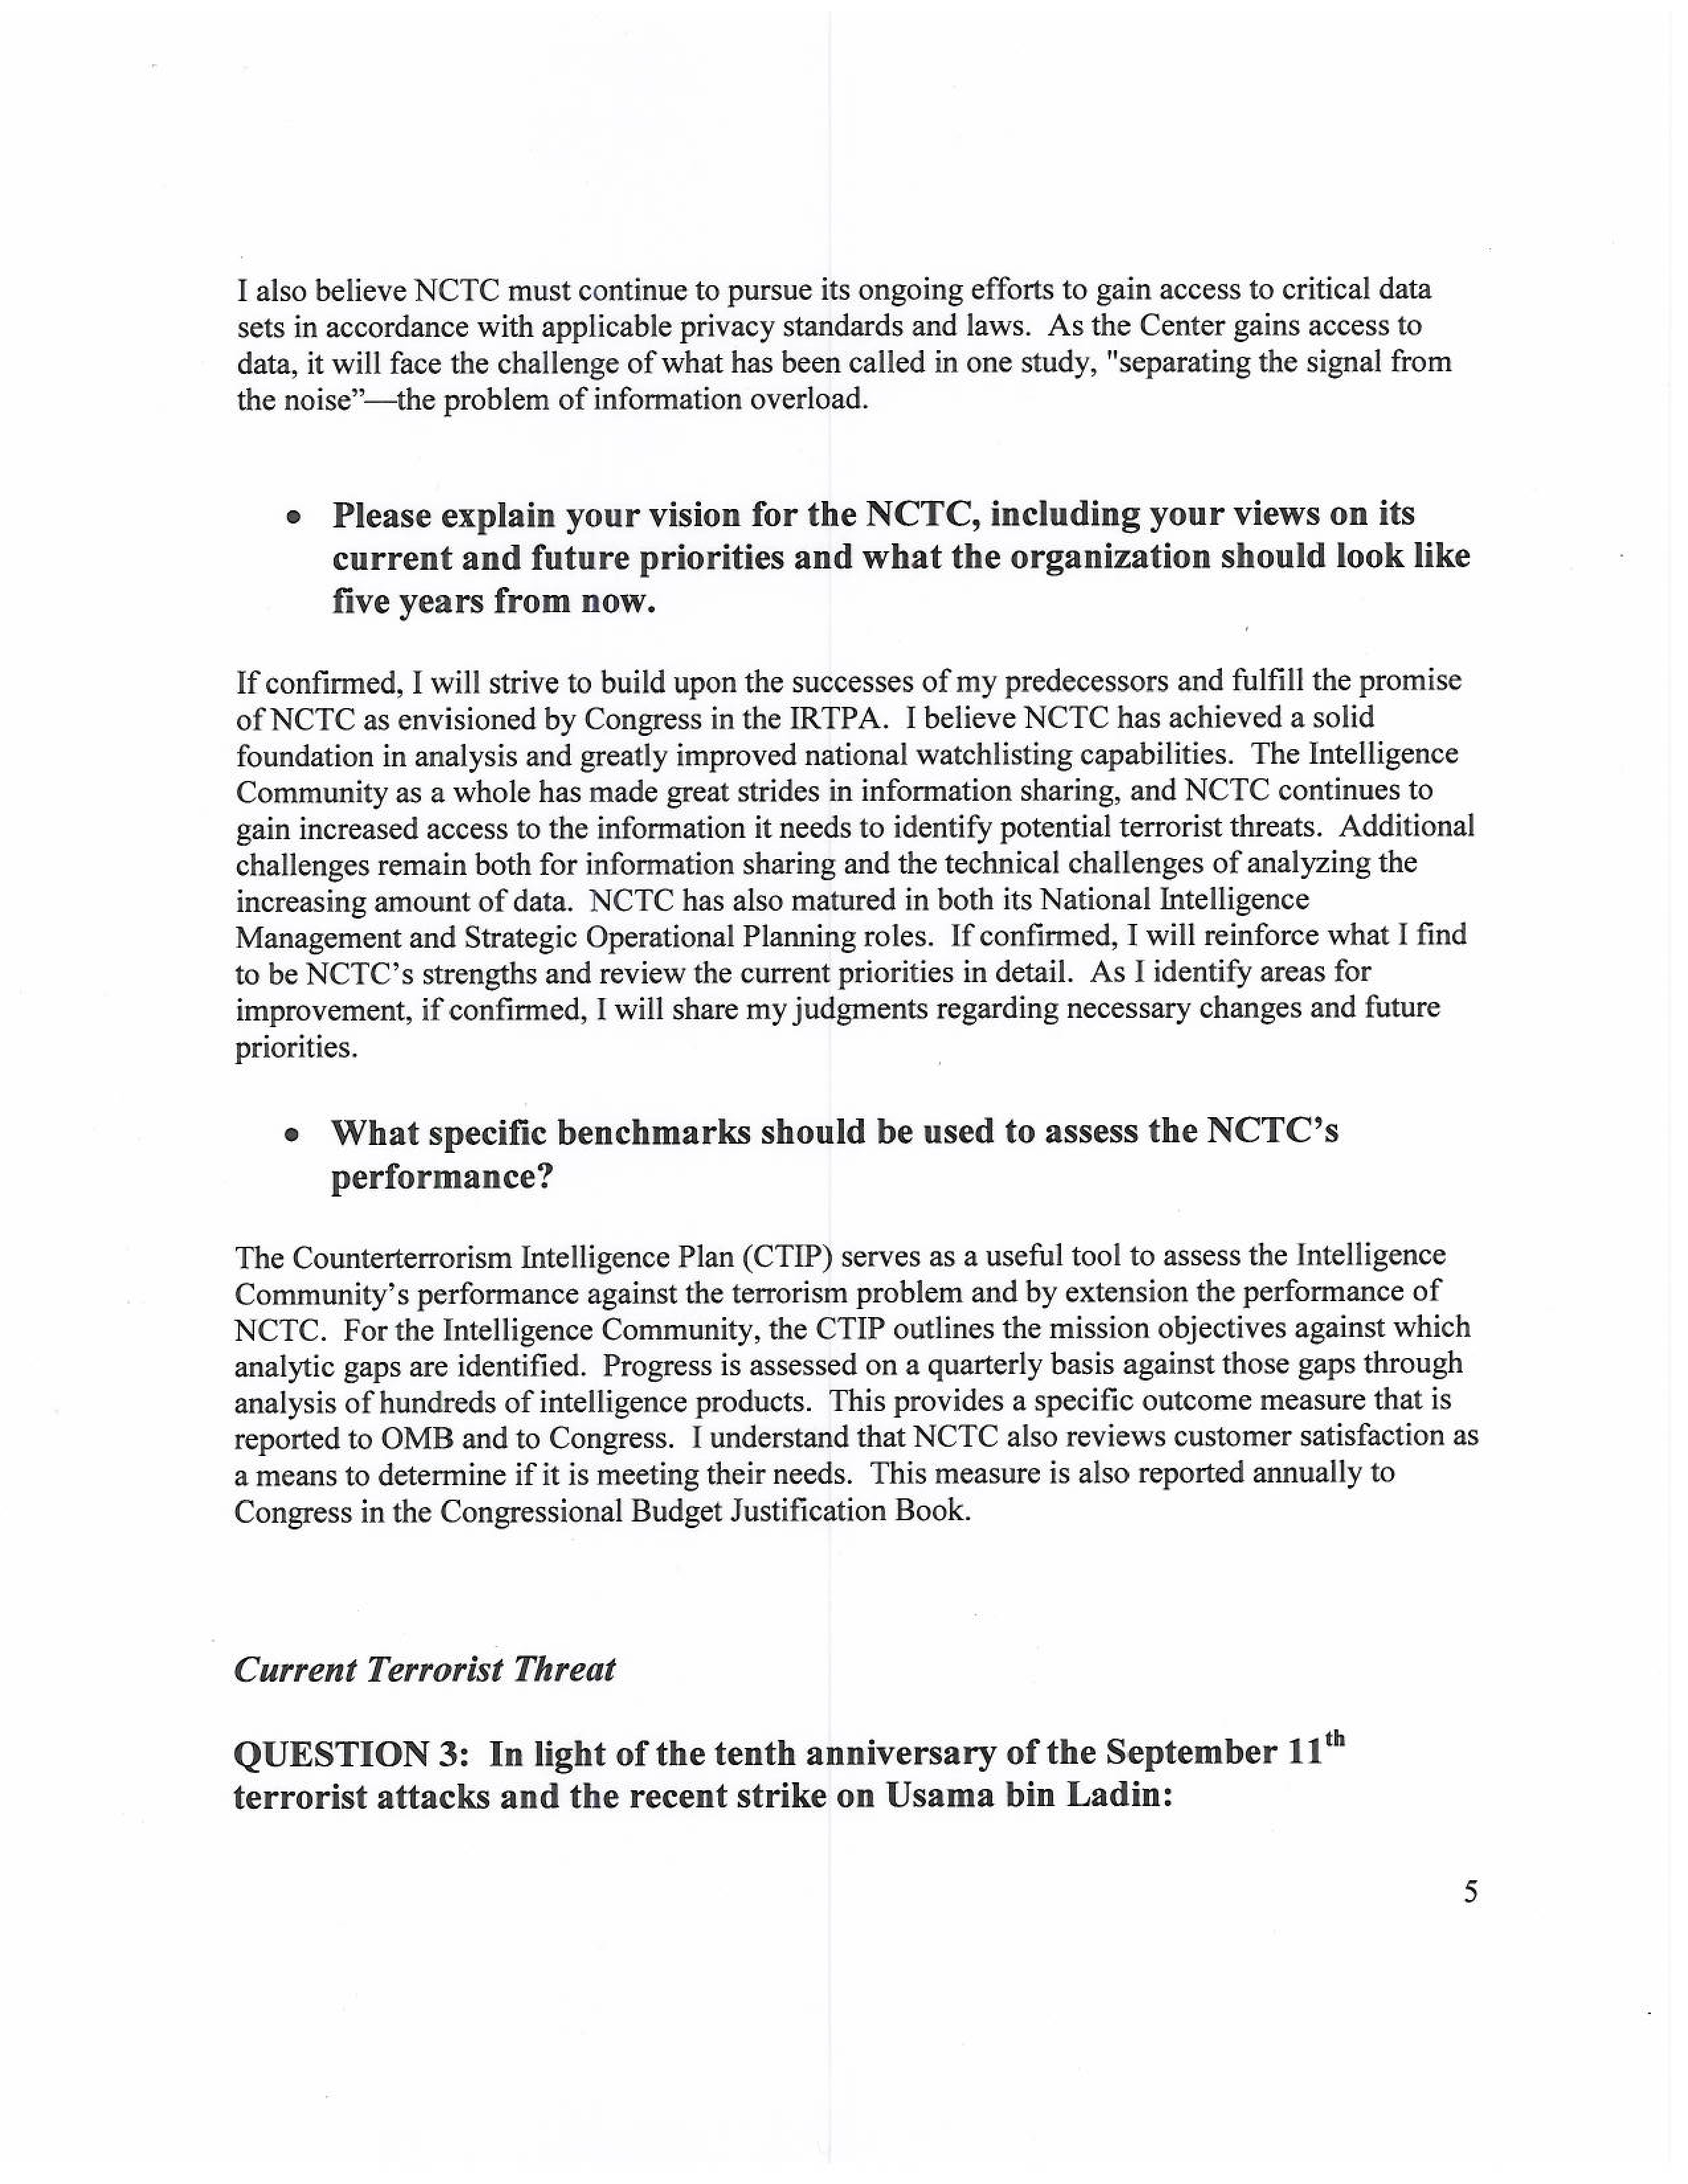 I also believe NCTC must continue to pursue its ongoing efforts to gain access to critical data
sets in accordance with applicable privacy standards and laws.  As the Center gains access to
data, it will face the challenge of what has been called in one study, "separating the signal from
the noise”—the problem of information overload.
• Please explain your vision for the NCTC, including your views on its
current and future priorities and what the organization should look like
five years from now.
If confirmed, I will strive to build upon the successes of my predecessors and fulfill the promise
of NCTC as envisioned by Congress in the IRTPA.  I believe NCTC has achieved a solid
foundation in analysis and greatly improved national watchlisting capabilities.  The Intelligence
Community as a whole has made great strides in information sharing, and NCTC continues to
gain increased access to the information it needs to identify potential terrorist threats.  Additional
challenges remain both for information sharing and the technical challenges of analyzing the
increasing amount of data.  NCTC has also matured in both its National Intelligence
Management and Strategic Operational Planning roles.  If confirmed, I will reinforce what I find
to be NCTC’s strengths and review the current priorities in detail.  As I identify areas for
improvement, if confirmed, I will share my judgments regarding necessary changes and future
priorities.
• What specific benchmarks should be used to assess the NCTC’s
performance?
The Counterterrorism Intelligence Plan (CTIP) serves as a useful tool to assess the Intelligence
Community’s performance against the terrorism problem and by extension the performance of
NCTC.  For the Intelligence Community, the CTIP outlines the mission objectives against which
analytic gaps are identified.  Progress is assessed on a quarterly basis against those gaps through
analysis of hundreds of intelligence products.  This provides a specific outcome measure that is
reported to OMB and to Congress.  I understand that NCTC also reviews customer satisfaction as
a means to determine if it is meeting their needs.  This measure is also reported annually to
Congress in the Congressional Budget Justification Book.
Current Terrorist Threat
QUESTION 3:  In light of the tenth anniversary of the September 11th
terrorist attacks and the recent strike on Usama bin Ladin:
5